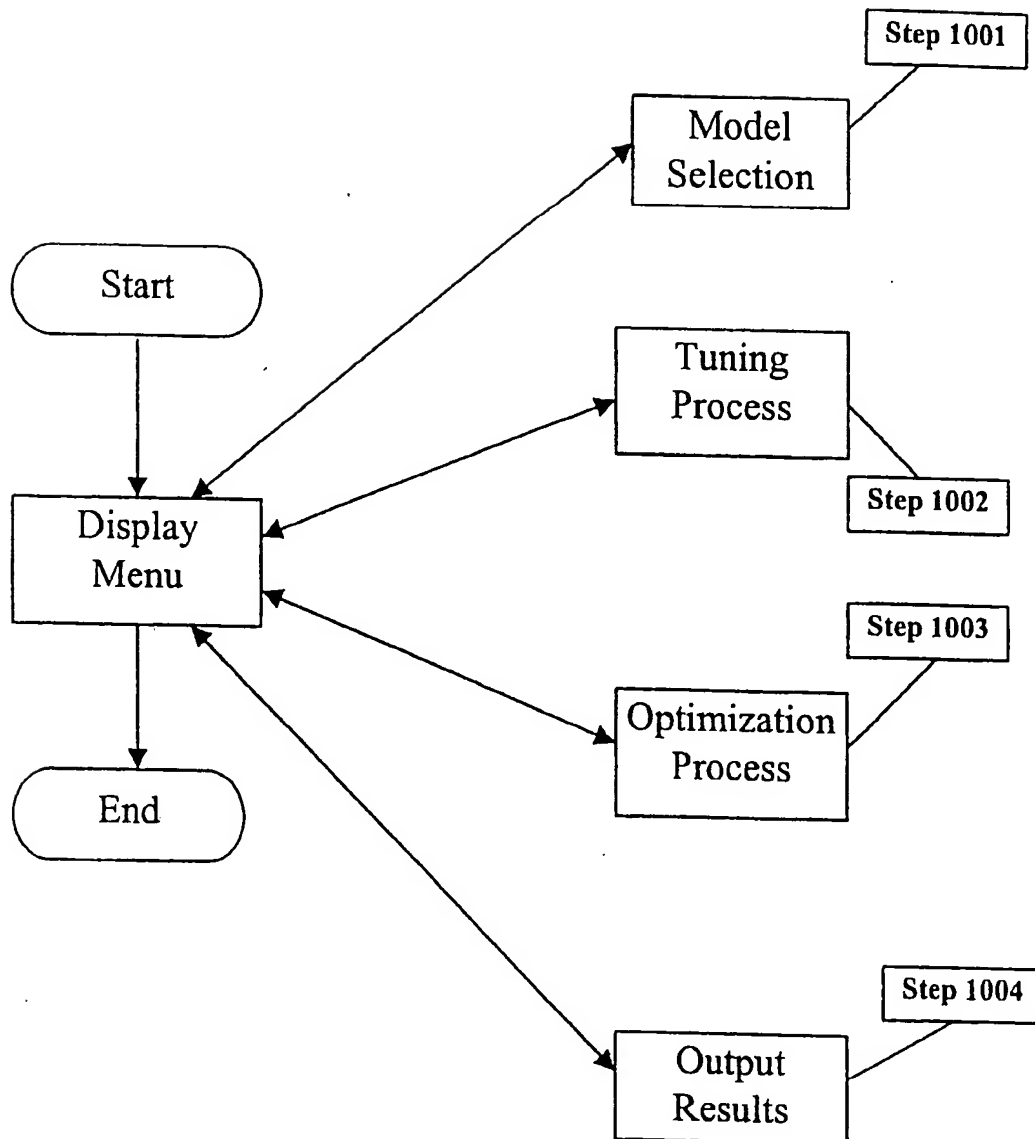 Step 1001
Model
Selection
Start
Tuning
Process
Step 1002
Display
Menu
Step 1003
Optimization
Process
End
Step 1004
Output
Results